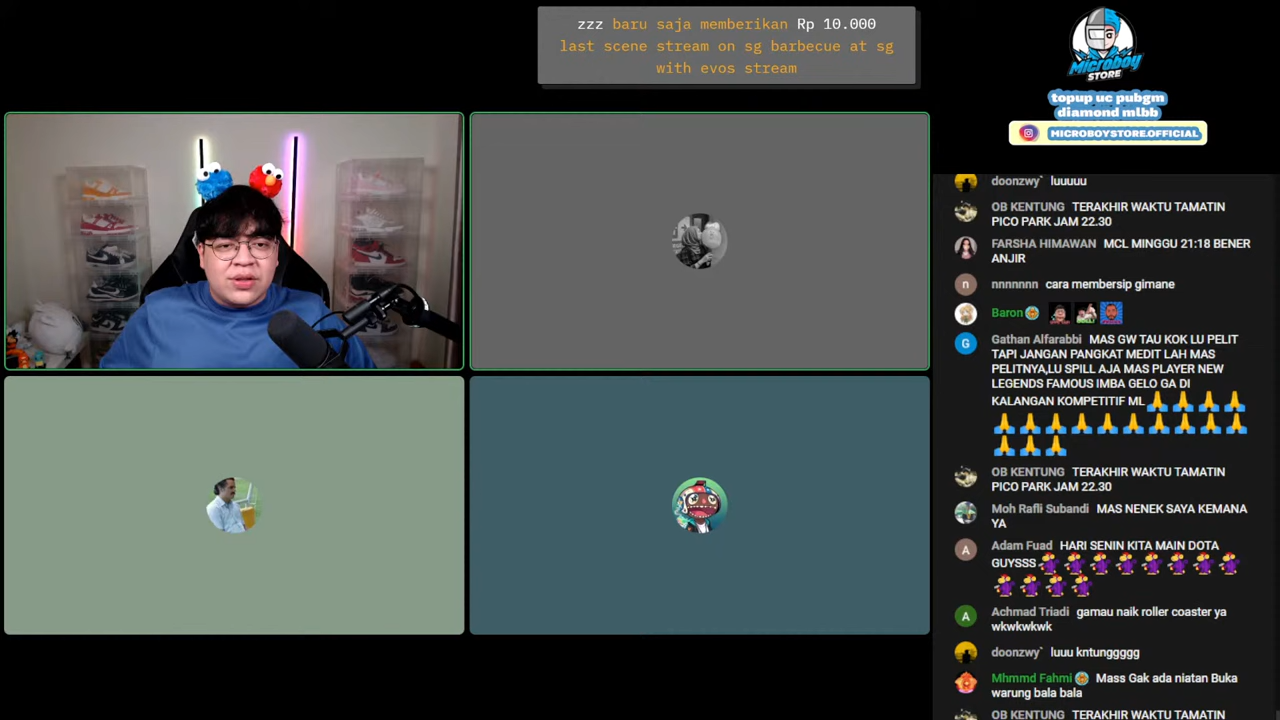 zzz baru saja memberikan Rp 10.000
last scene stream on sg barbecue at sg
with evos stream
MICROBOY
STORE
topup uc pubgm
diamond mlbb
MICROBOYSTORE.OFFICIAL
doonzwy` luuuuu
OB KENTUNG TERAKHIR WAKTU TAMATIN
PICO PARK JAM 22.30
FARSHA HIMAWAN MCL MINGGU 21:18 BENER
ANJIR
nnnnnnn cara membersip gimane
Baron
Gathan Alfarabbi MAS GW TAU KOK LU PELIT
TAPI JANGAN PANGKAT MEDIT LAH MAS
PELITNYA,LU SPILL AJA MAS PLAYER NEW
LEGENDS FAMOUS IMBA GELO GA DI
KALANGAN KOMPETITIF ML 🙏🙏🙏🙏
🙏🙏🙏🙏🙏🙏🙏🙏🙏🙏
🙏🙏🙏
OB KENTUNG TERAKHIR WAKTU TAMATIN
PICO PARK JAM 22.30
Moh Rafli Subandi MAS NENEK SAYA KEMANA
YA
Adam Fuad HARI SENIN KITA MAIN DOTA
GUYSSS
Achmad Triadi gamau naik roller coaster ya
wkwkwkwk
doonzwy` luuu kntungggg
Mhmmd Fahmi Mass Gak ada niatan Buka
warung bala bala
OB KENTUNG TERAKHIR WAKTU TAMATIN